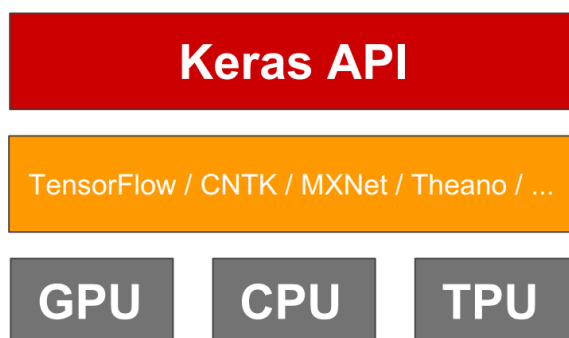 Keras API
TensorFlow / CNTK / MXNet / Theano / ...
GPU CPU TPU